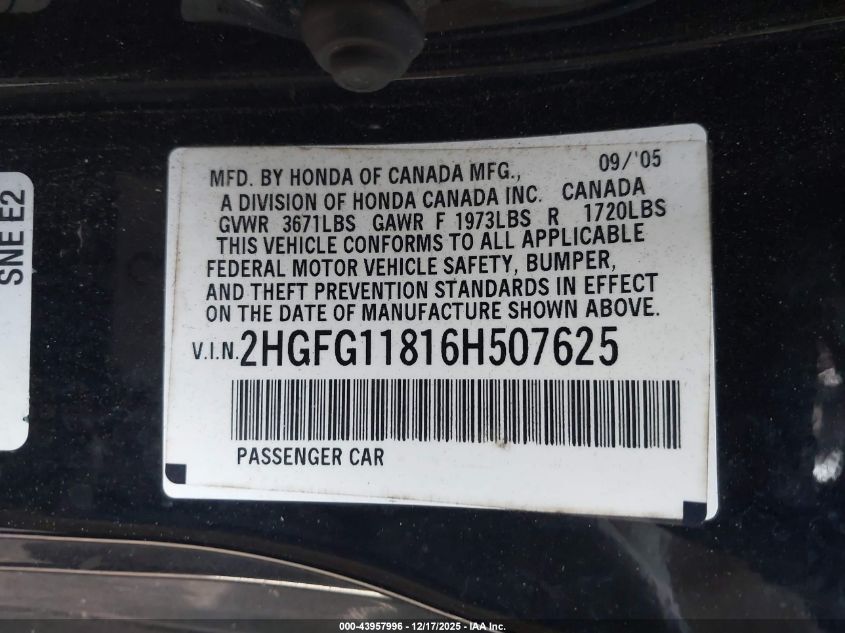 MFD. BY HONDA OF CANADA MFG., 09/'05
A DIVISION OF HONDA CANADA INC. CANADA
GVWR 3671LBS GAWR F 1973LBS R 1720LBS
THIS VEHICLE CONFORMS TO ALL APPLICABLE
FEDERAL MOTOR VEHICLE SAFETY, BUMPER,
AND THEFT PREVENTION STANDARDS IN EFFECT
ON THE DATE OF MANUFACTURE SHOWN ABOVE.
V.I.N. 2HGFG11816H507625
PASSENGER CAR
SNE E2
000-43957996 - 12/17/2025 - IAA, Inc.